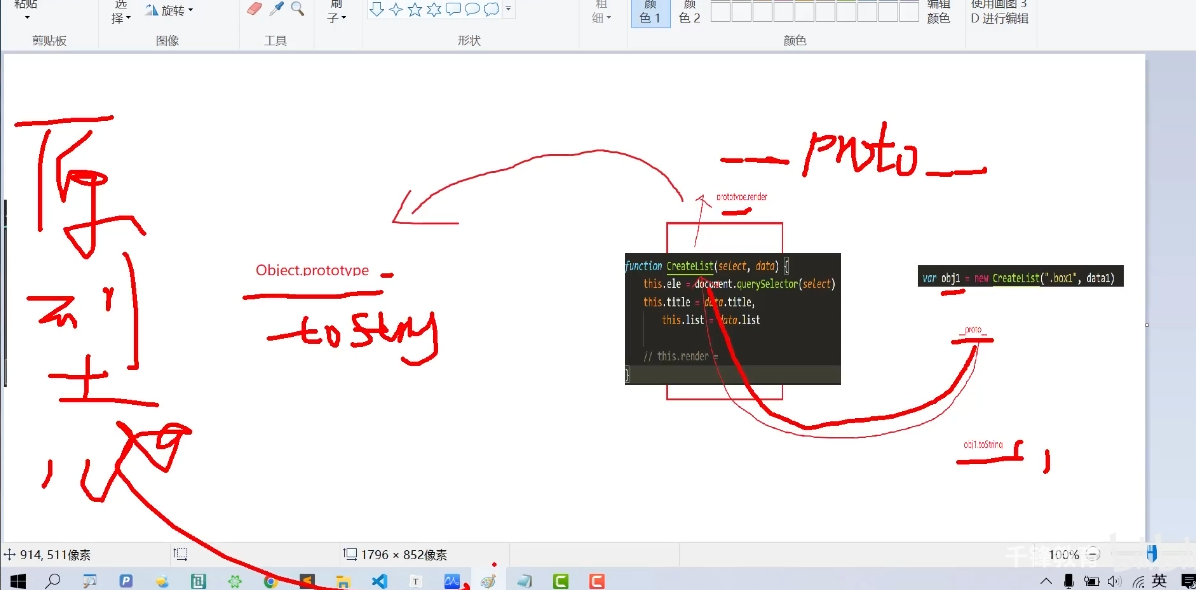 粘贴
选择
旋转
刷子
粗细
颜色 1
颜色 2
编辑颜色
使用画图 3D 进行编辑
剪贴板
图像
工具
形状
颜色
__proto__
prototype.render
原
型
Object.prototype
toString
function CreateList(select, data) {
this.ele = document.querySelector(select)
this.title = data.title,
this.list = data.list
// this.render =
}
var obj1 = new CreateList(".box1", data1)
__proto__
obj1.toString
914, 511像素
1796 × 852像素
100%
千锋教育
英